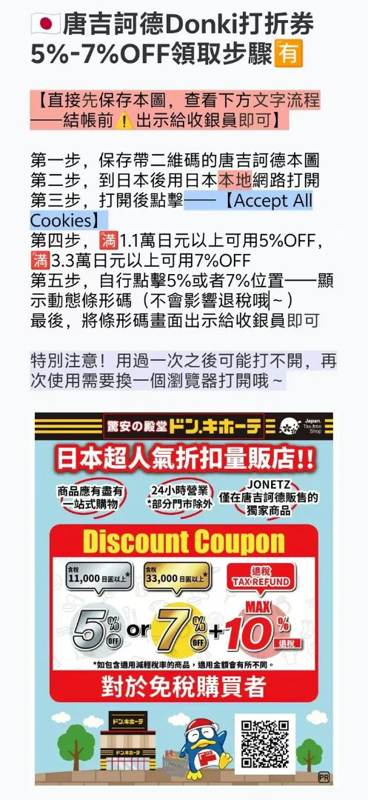 🇯🇵唐吉訶德Donki打折券
5%-7%OFF領取步驟🈶
【直接先保存本圖，查看下方文字流程
——結帳前⚠️出示給收銀員即可】
第一步，保存帶二維碼的唐吉訶德本圖
第二步，到日本後用日本本地網路打開
第三步，打開後點擊——【Accept All
Cookies】
第四步，🈵1.1萬日元以上可用5%OFF，
🈵3.3萬日元以上可用7%OFF
第五步，自行點擊5%或者7%位置——顯
示動態條形碼（不會影響退稅哦～）
最後，將條形碼畫面出示給收銀員即可
特別注意！用過一次之後可能打不開，再
次使用需要換一個瀏覽器打開哦～
驚安の殿堂 ドン.キホーテ Japan. Tax-free Shop
日本超人氣折扣量販店!!
商品應有盡有
一站式購物
24小時營業
*部分門市除外
JONETZ
僅在唐吉訶德販售的
獨家商品
Discount Coupon
含稅
11,000日圓以上*
含稅
33,000日圓以上*
退稅
TAX REFUND
5%OFF or 7%OFF + MAX 10% 退稅
*如包含適用減輕稅率的商品，適用金額會有所不同。
對於免稅購買者
ドン.キホーテ
PR